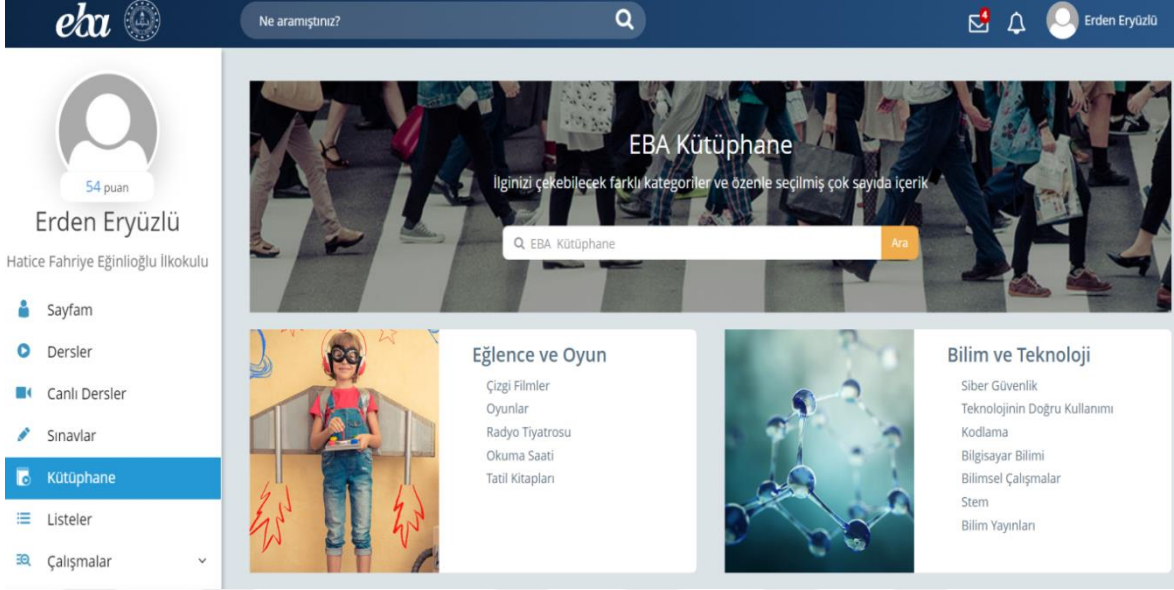 eba
Ne aramıştınız?
4
Erden Eryüzlü
54 puan
Erden Eryüzlü
Hatice Fahriye Eğinlioğlu İlkokulu
Sayfam
Dersler
Canlı Dersler
Sınavlar
Kütüphane
Listeler
Çalışmalar
EBA Kütüphane
İlginizi çekebilecek farklı kategoriler ve özenle seçilmiş çok sayıda içerik
EBA Kütüphane
Ara
Eğlence ve Oyun
Çizgi Filmler
Oyunlar
Radyo Tiyatrosu
Okuma Saati
Tatil Kitapları
Bilim ve Teknoloji
Siber Güvenlik
Teknolojinin Doğru Kullanımı
Kodlama
Bilgisayar Bilimi
Bilimsel Çalışmalar
Stem
Bilim Yayınları